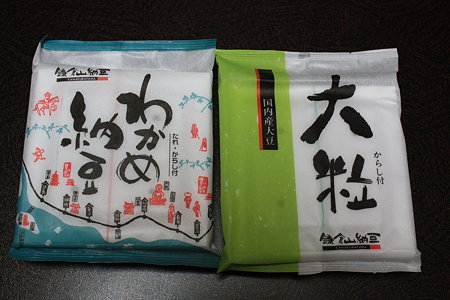 鎌倉山納豆
わかめ
納豆
たれ・からし付
大粒
国内産大豆
からし付
鎌倉山納豆